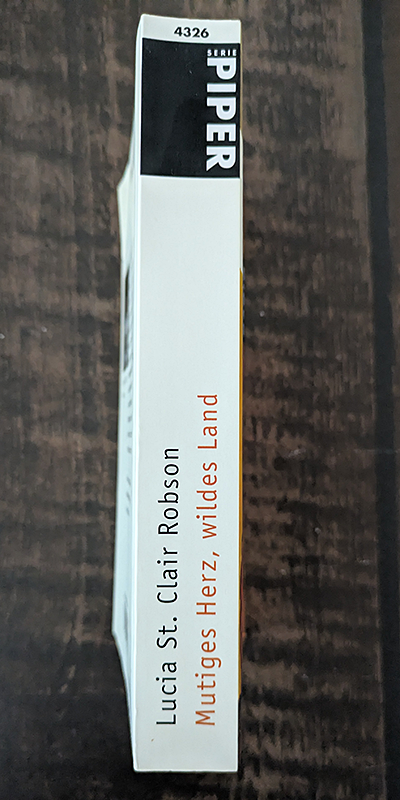 4326
SERIE
PIPER
Lucia St. Clair Robson
Mutiges Herz, wildes Land